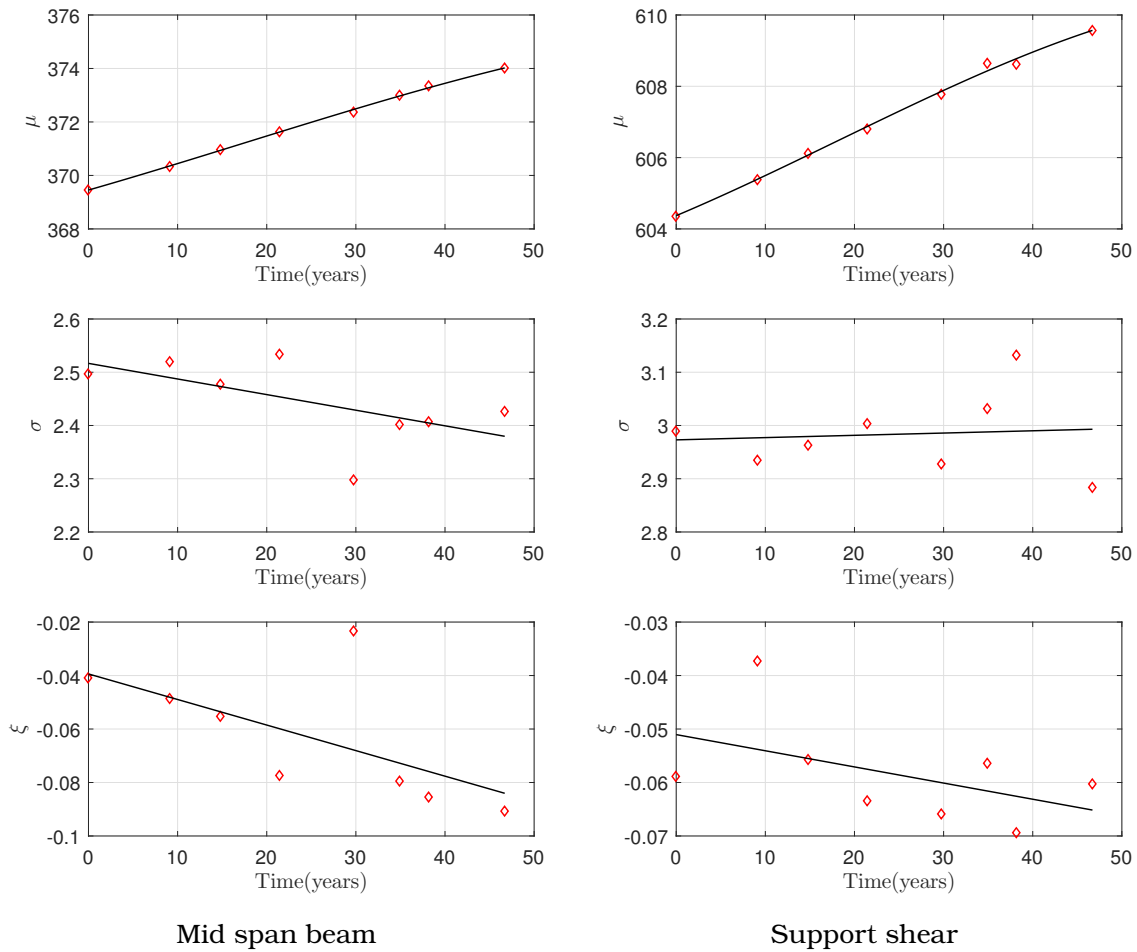 376
374
372
370
368
μ
0 10 20 30 40 50
Time(years)
610
608
606
604
μ
0 10 20 30 40 50
Time(years)
2.6
2.5
2.4
2.3
2.2
σ
0 10 20 30 40 50
Time(years)
3.2
3.1
3
2.9
2.8
σ
0 10 20 30 40 50
Time(years)
-0.02
-0.04
-0.06
-0.08
-0.1
ξ
0 10 20 30 40 50
Time(years)
-0.03
-0.04
-0.05
-0.06
-0.07
ξ
0 10 20 30 40 50
Time(years)
Mid span beam
Support shear